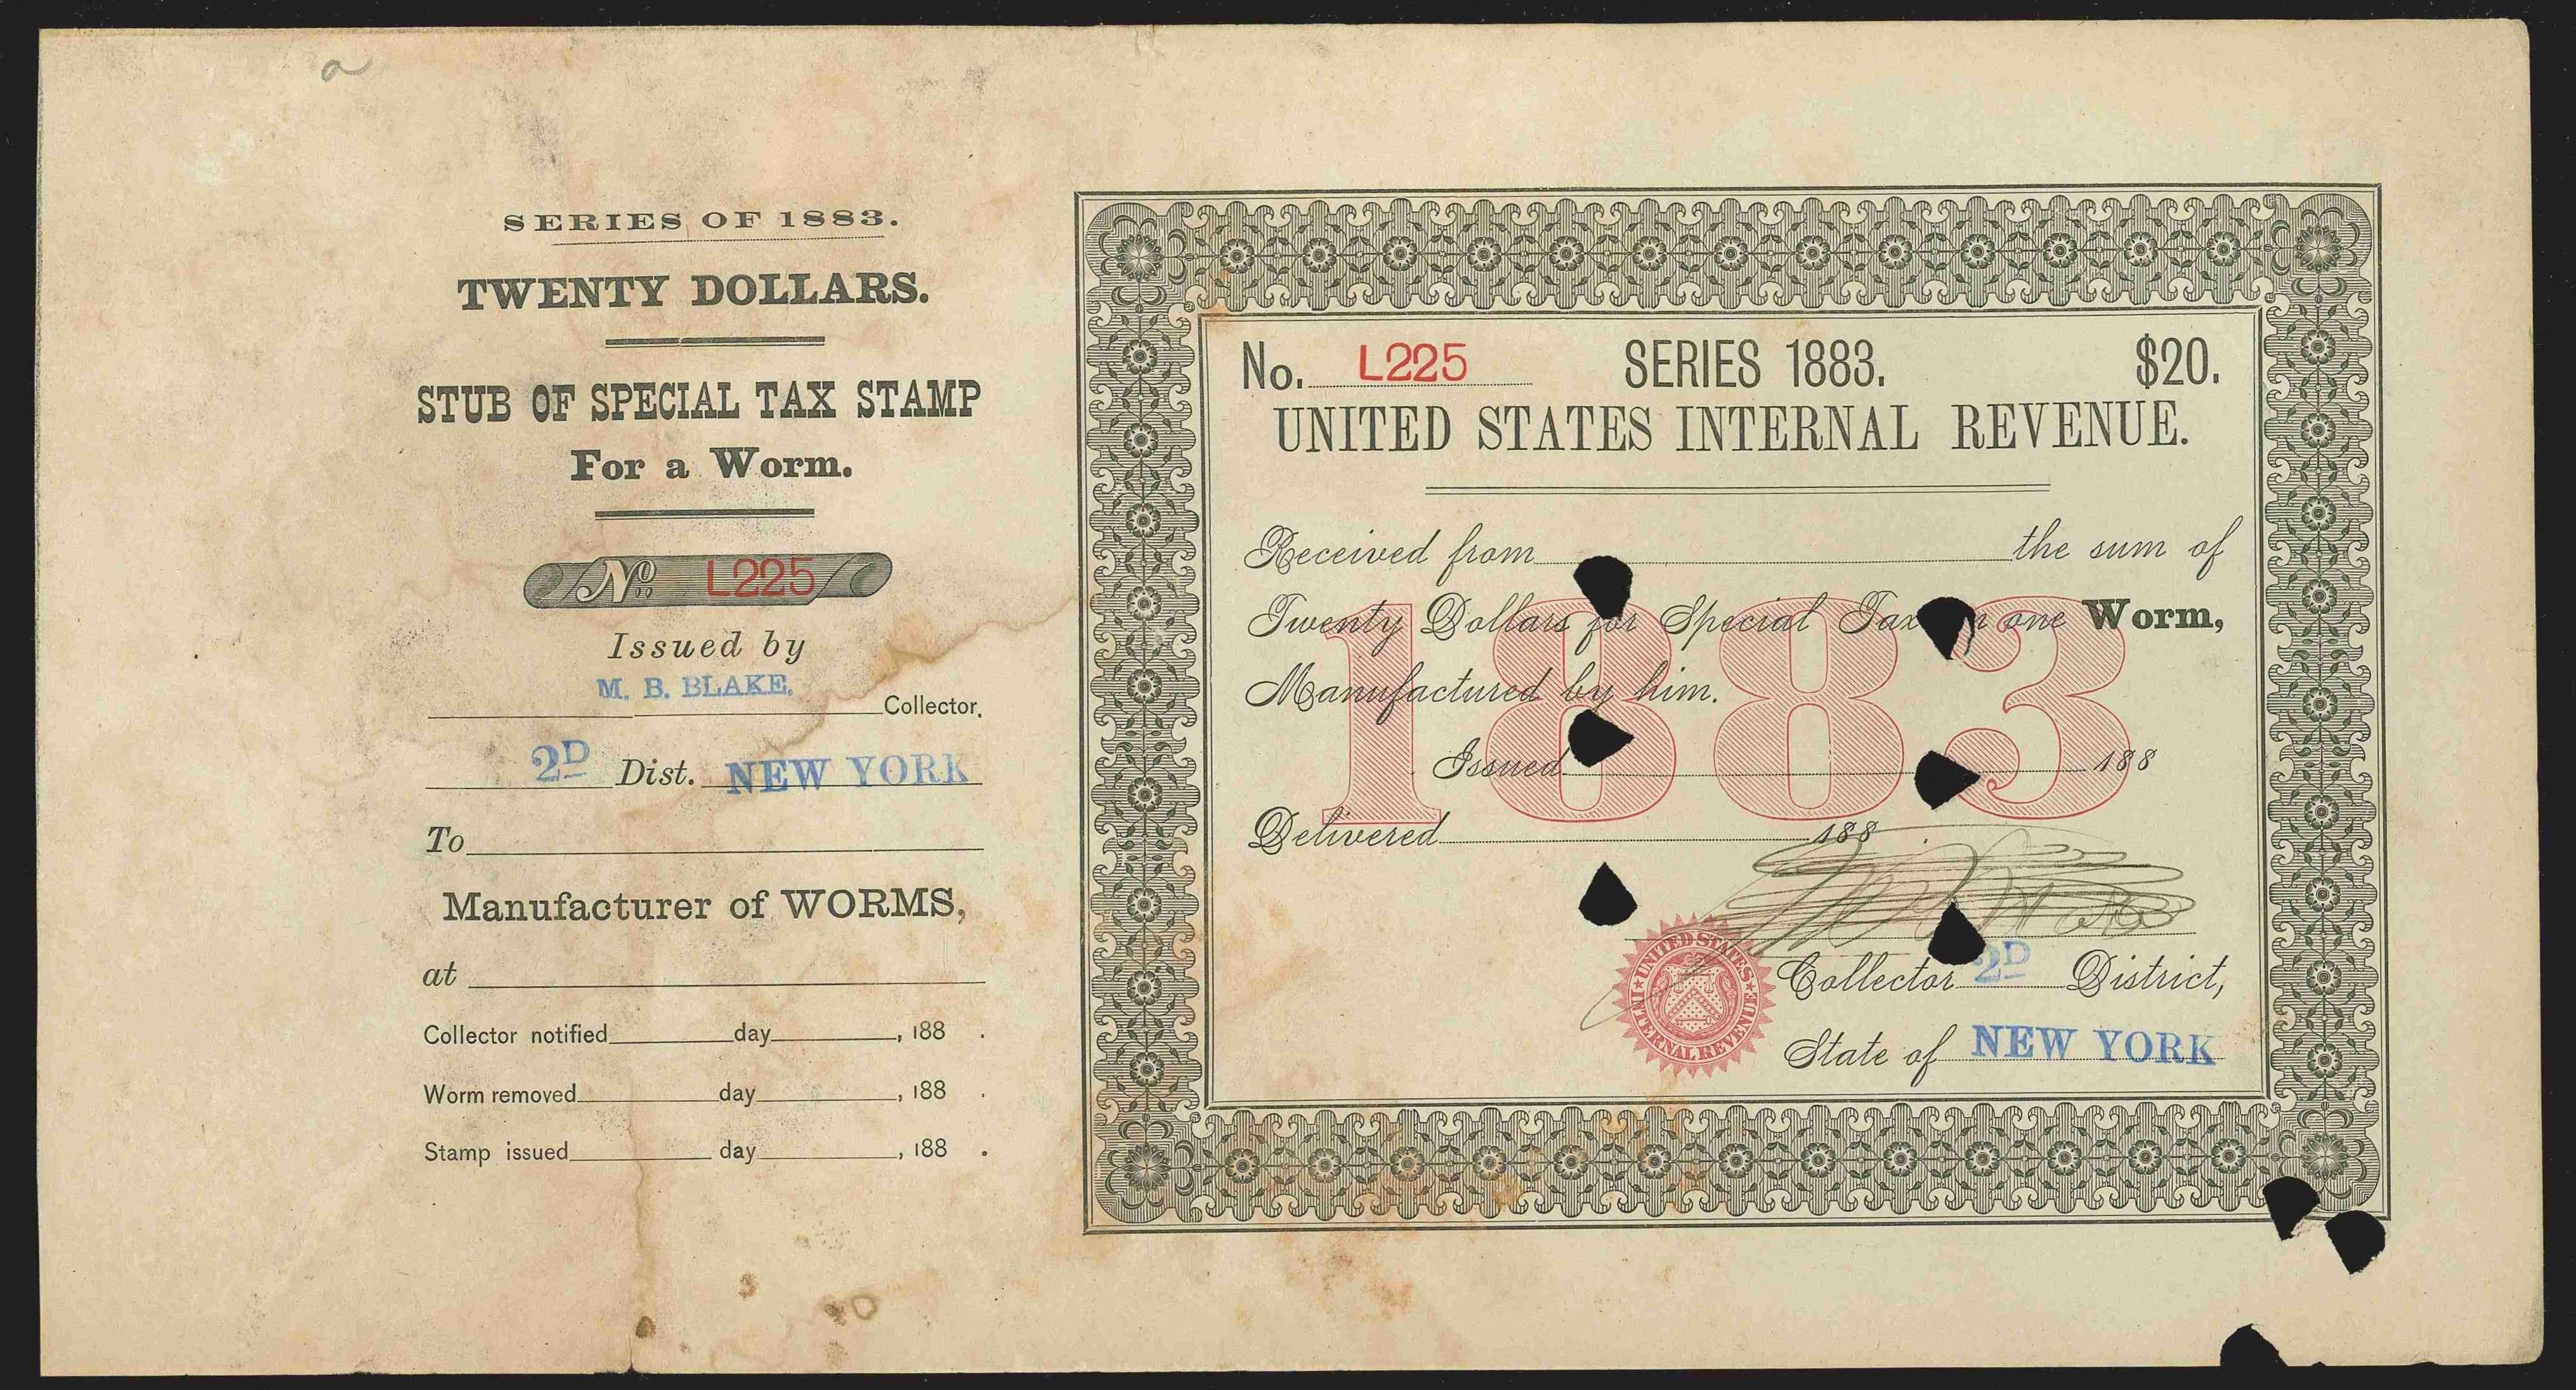 a
SERIES OF 1883.
TWENTY DOLLARS.
STUB OF SPECIAL TAX STAMP
For a Worm.
No L225
Issued by
M. B. BLAKE.
Collector.
2D Dist. NEW YORK
To
Manufacturer of WORMS,
at
Collector notified day , 188 .
Worm removed day , 188 .
Stamp issued day , 188 .
No. L225 SERIES 1883. $20.
UNITED STATES INTERNAL REVENUE.
1883
Received from the sum of
Twenty Dollars for Special Tax one Worm,
Manufactured by him.
Issued 188
Delivered 188
UNITED STATES INTERNAL REVENUE
Collector 2D District,
State of NEW YORK